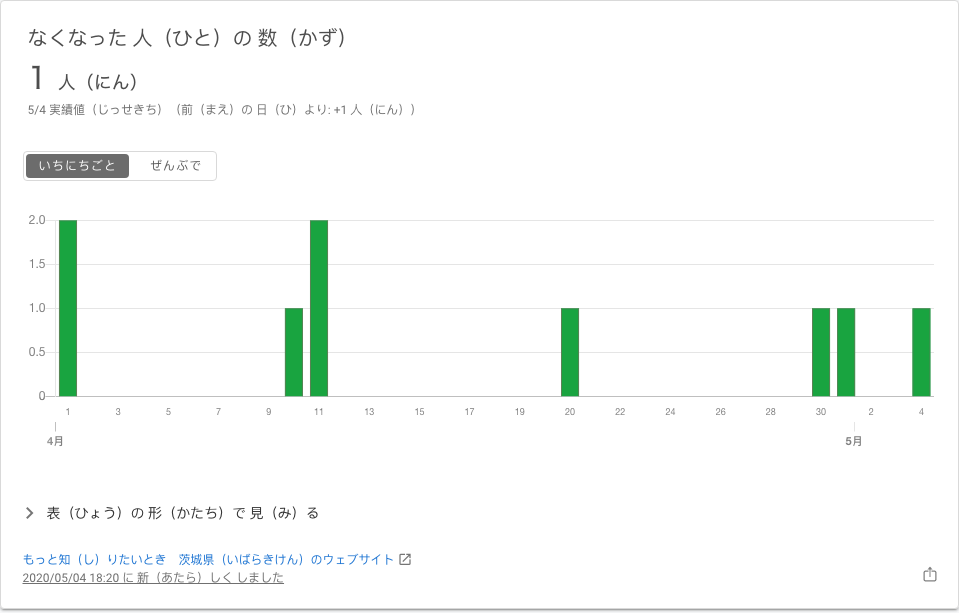 なくなった 人（ひと）の 数（かず）
1 人（にん）
5/4 実績値（じっせきち）（前（まえ）の 日（ひ）より: +1 人（にん））
いちにちごと ぜんぶで
2.0
1.5
1.0
0.5
0
1 3 5 7 9 11 13 15 17 19 20 22 24 26 28 30 2 4
4月 5月
表（ひょう）の 形（かたち）で 見（み）る
もっと知（し）りたいとき　茨城県（いばらきけん）のウェブサイト
2020/05/04 18:20 に 新（あたら）しく しました